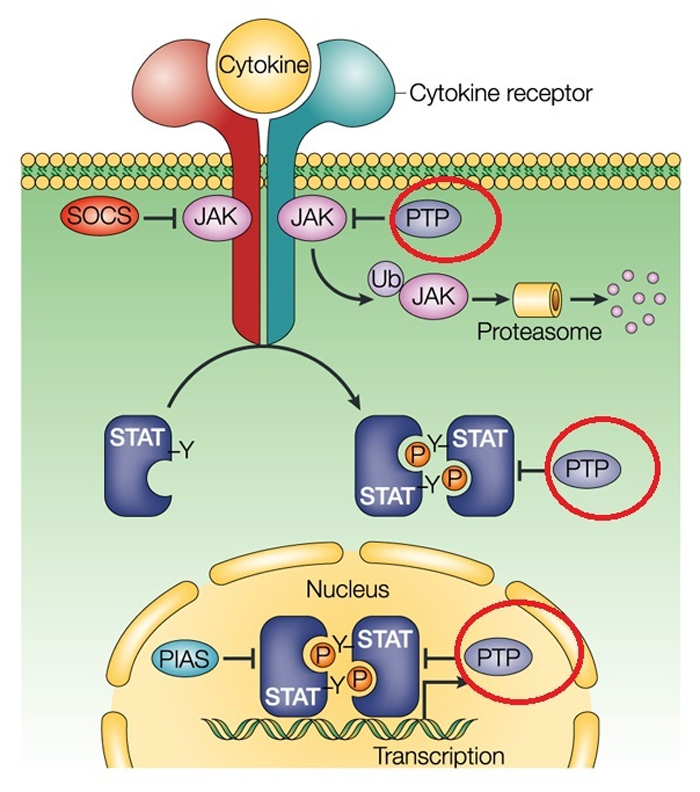 Cytokine
Cytokine receptor
SOCS
JAK
JAK
PTP
Ub
JAK
Proteasome
STAT
Y
STAT
Y
P
P
Y
STAT
PTP
Nucleus
PIAS
STAT
Y
P
P
Y
STAT
PTP
Transcription